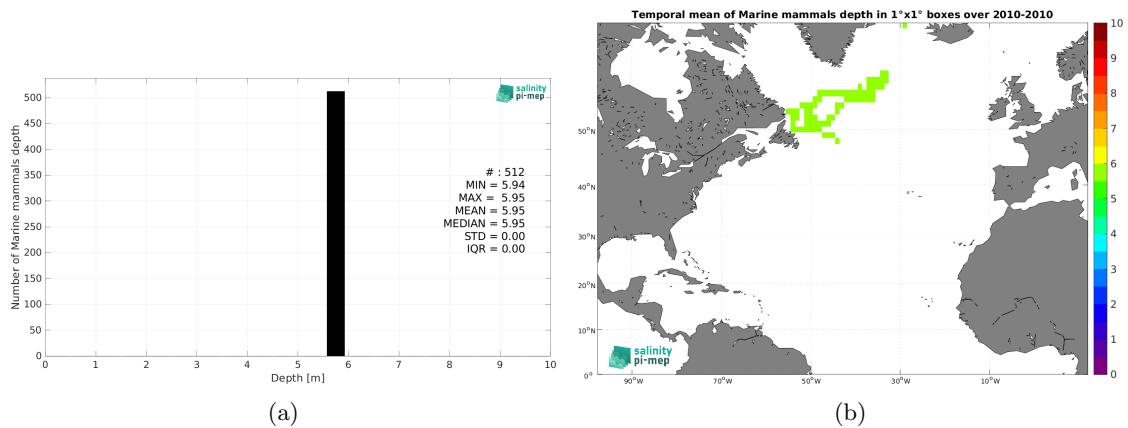 salinity
pi-mep
500
450
400
350
300
250
200
150
100
50
0
Number of Marine mammals depth
# : 512
MIN = 5.94
MAX = 5.95
MEAN = 5.95
MEDIAN = 5.95
STD = 0.00
IQR = 0.00
0 1 2 3 4 5 6 7 8 9 10
Depth [m]
(a)
Temporal mean of Marine mammals depth in 1°x1° boxes over 2010-2010
50°N
40°N
30°N
20°N
10°N
0°
90°W 70°W 50°W 30°W 10°W
salinity
pi-mep
10
9
8
7
6
5
4
3
2
1
0
(b)